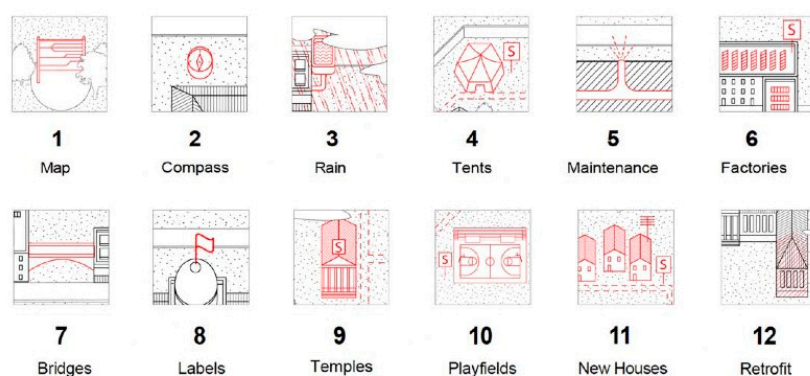 S
S
S
1 2 3 4 5 6
Map Compass Rain Tents Maintenance Factories
S
S
S
7 8 9 10 11 12
Bridges Labels Temples Playfields New Houses Retrofit